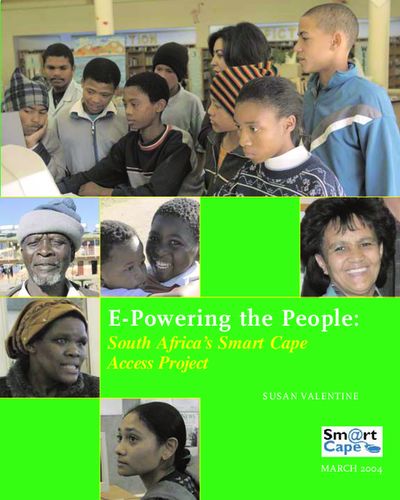 E-Powering the People:
South Africa's Smart Cape
Access Project
SUSAN VALENTINE
Sm@rt
Cape
MARCH 2004